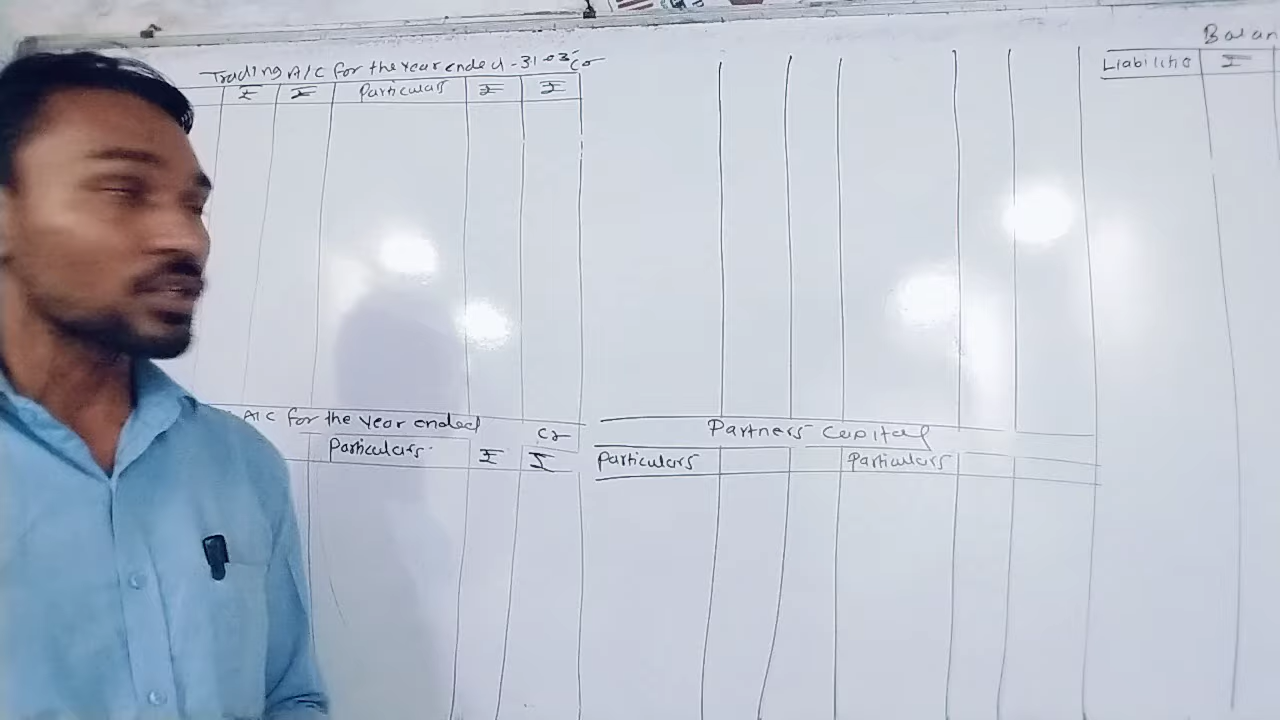 Trading A/C for the year ended - 31 03 Cr
₹ ₹ Particulars ₹ ₹
A/C for the year ended
Cr
Particulars ₹ ₹
Partners Capital
Particulars Particulars
Balan
Liabilitie ₹